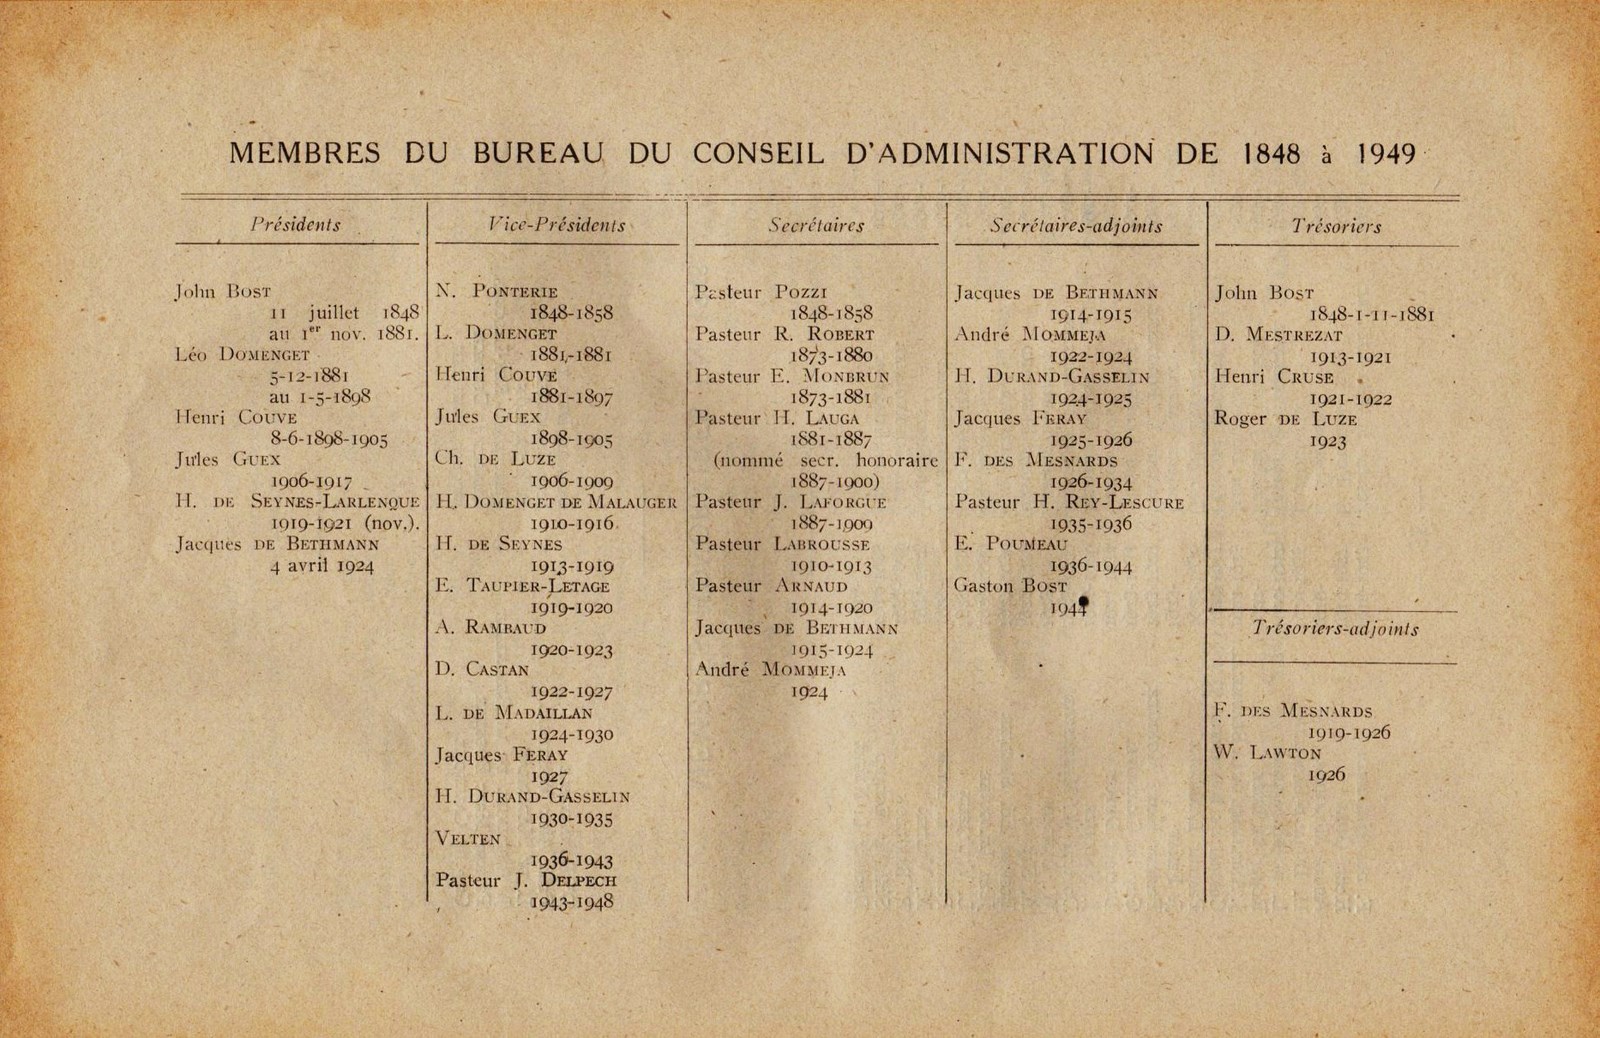 MEMBRES DU BUREAU DU CONSEIL D'ADMINISTRATION DE 1848 à 1949
Présidents
John BOST
11 juillet 1848
au 1er nov. 1881.
Léo DOMENGET
5-12-1881
au 1-5-1898
Henri COUVE
8-6-1898-1905
Jules GUEX
1906-1917
H. DE SEYNES-LARLENQUE
1919-1921 (nov.).
Jacques DE BETHMANN
4 avril 1924
Vice-Présidents
N. PONTERIE
1848-1858
L. DOMENGET
1881-1881
Henri COUVE
1881-1897
Jules GUEX
1898-1905
Ch. DE LUZE
1906-1909
H. DOMENGET DE MALAUGER
1910-1916
H. DE SEYNES
1913-1919
E. TAUPIER-LETAGE
1919-1920
A. RAMBAUD
1920-1923
D. CASTAN
1922-1927
L. DE MADAILLAN
1924-1930
Jacques FERAY
1927
H. DURAND-GASSELIN
1930-1935
VELTEN
1936-1943
Pasteur J. DELPECH
1943-1948
Secrétaires
Pasteur POZZI
1848-1858
Pasteur R. ROBERT
1873-1880
Pasteur E. MONBRUN
1873-1881
Pasteur H. LAUGA
1881-1887
(nommé secr. honoraire
1887-1900)
Pasteur J. LAFORGUE
1887-1909
Pasteur LABROUSSE
1910-1913
Pasteur ARNAUD
1914-1920
Jacques DE BETHMANN
1915-1924
André MOMMEJA
1924
Secrétaires-adjoints
Jacques DE BETHMANN
1914-1915
André MOMMEJA
1922-1924
H. DURAND-GASSELIN
1924-1925
Jacques FERAY
1925-1926
F. DES MESNARDS
1926-1934
Pasteur H. REY-LESCURE
1935-1936
E. POUMEAU
1936-1944
Gaston BOST
Trésoriers
John BOST
1848-1-11-1881
D. MESTREZAT
1913-1921
Henri CRUSE
1921-1922
Roger DE LUZE
1923
Trésoriers-adjoints
F. DES MESNARDS
1919-1926
W. LAWTON
1926